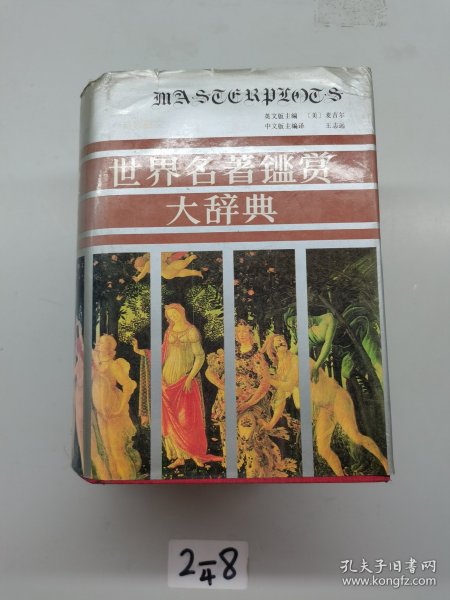 MASTERPLOTS
英文版主编 〔美〕麦吉尔
中文版主编译 王志远
世界名著鑑赏
大辞典
2 4 8
孔夫子旧书网
www.kongfz.com